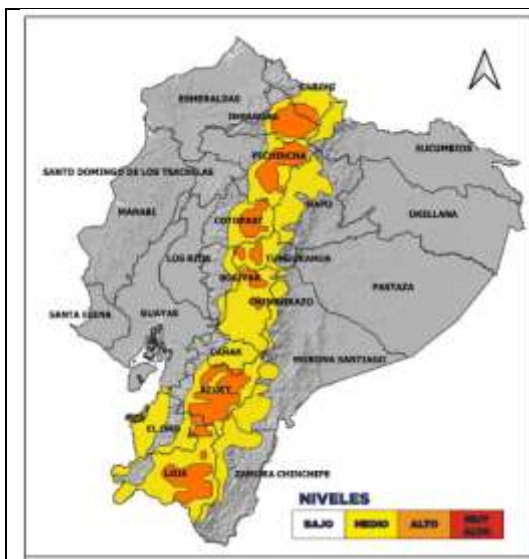 CARCHI
ESMERALDAS
IMBABURA
PICHINCHA
SUCUMBIOS
SANTO DOMINGO DE LOS TSACHILAS
NAPO
MANABI
COTOPAXI
ORELLANA
LOS RIOS
TUNGURAHUA
BOLIVAR
PASTAZA
SANTA ELENA
GUAYAS
CHIMBORAZO
CAÑAR
MORONA SANTIAGO
AZUAY
EL ORO
LOJA
ZAMORA CHINCHIPE
NIVELES
BAJO
MEDIO
ALTO
MUY
ALTO